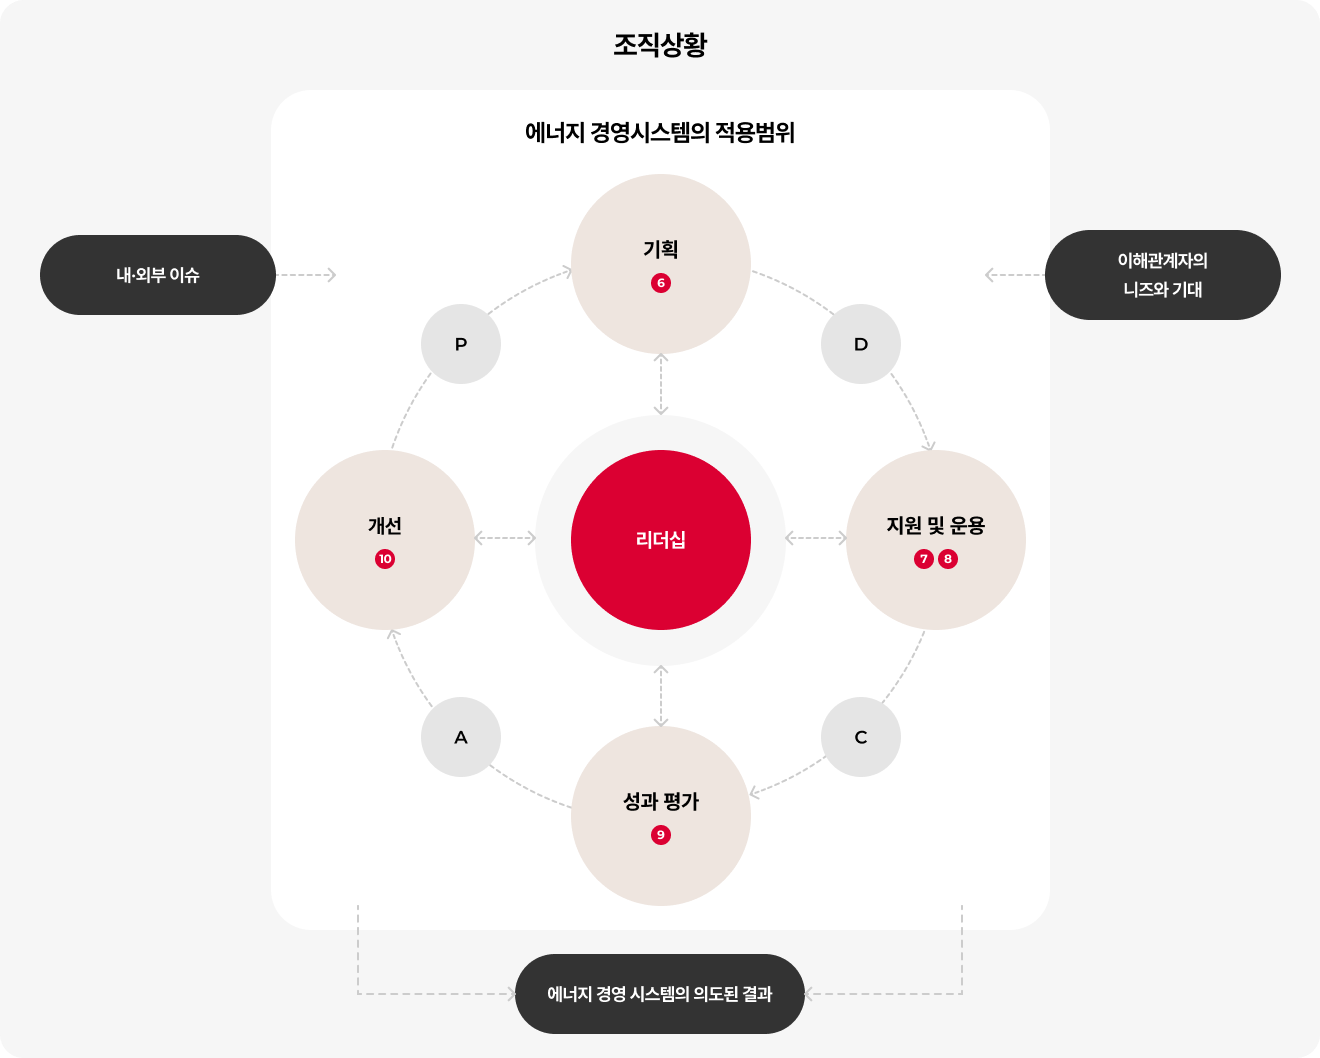 조직상황
에너지 경영시스템의 적용범위
내·외부 이슈
이해관계자의
니즈와 기대
기획
6
P
D
개선
10
리더십
지원 및 운용
7 8
A
C
성과 평가
9
에너지 경영 시스템의 의도된 결과